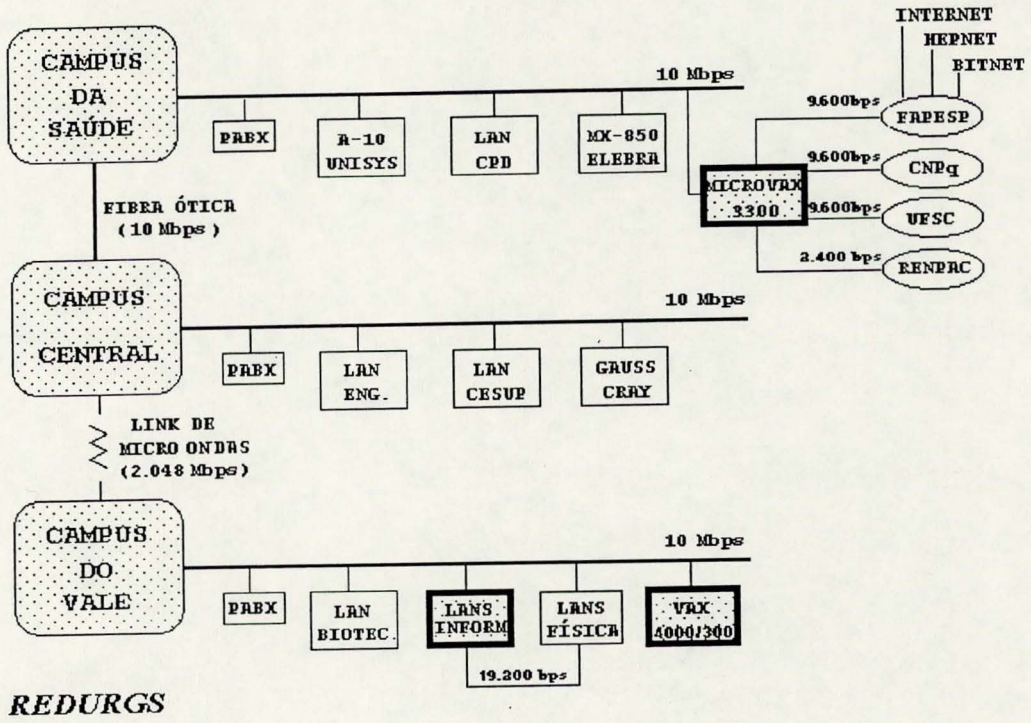 INTERNET
HEPNET
BITNET
CAMPUS
DA
SAÚDE
10 Mbps
PABX
A-10
UNISYS
LAN
CPD
MX-850
ELEBRA
MICROVAX
3300
9.600bps
FAPESP
9.600bps
CNPq
9.600bps
UFSC
2.400 bps
RENPAC
FIBRA ÓTICA
(10 Mbps)
CAMPUS
CENTRAL
10 Mbps
PABX
LAN
ENG.
LAN
CESUP
GAUSS
CRAY
LINK DE
MICRO ONDAS
(2.048 Mbps)
CAMPUS
DO
VALE
10 Mbps
PABX
LAN
BIOTEC.
LANS
INFORM
LANS
FÍSICA
VAX
4000/300
19.200 bps
REDURGS